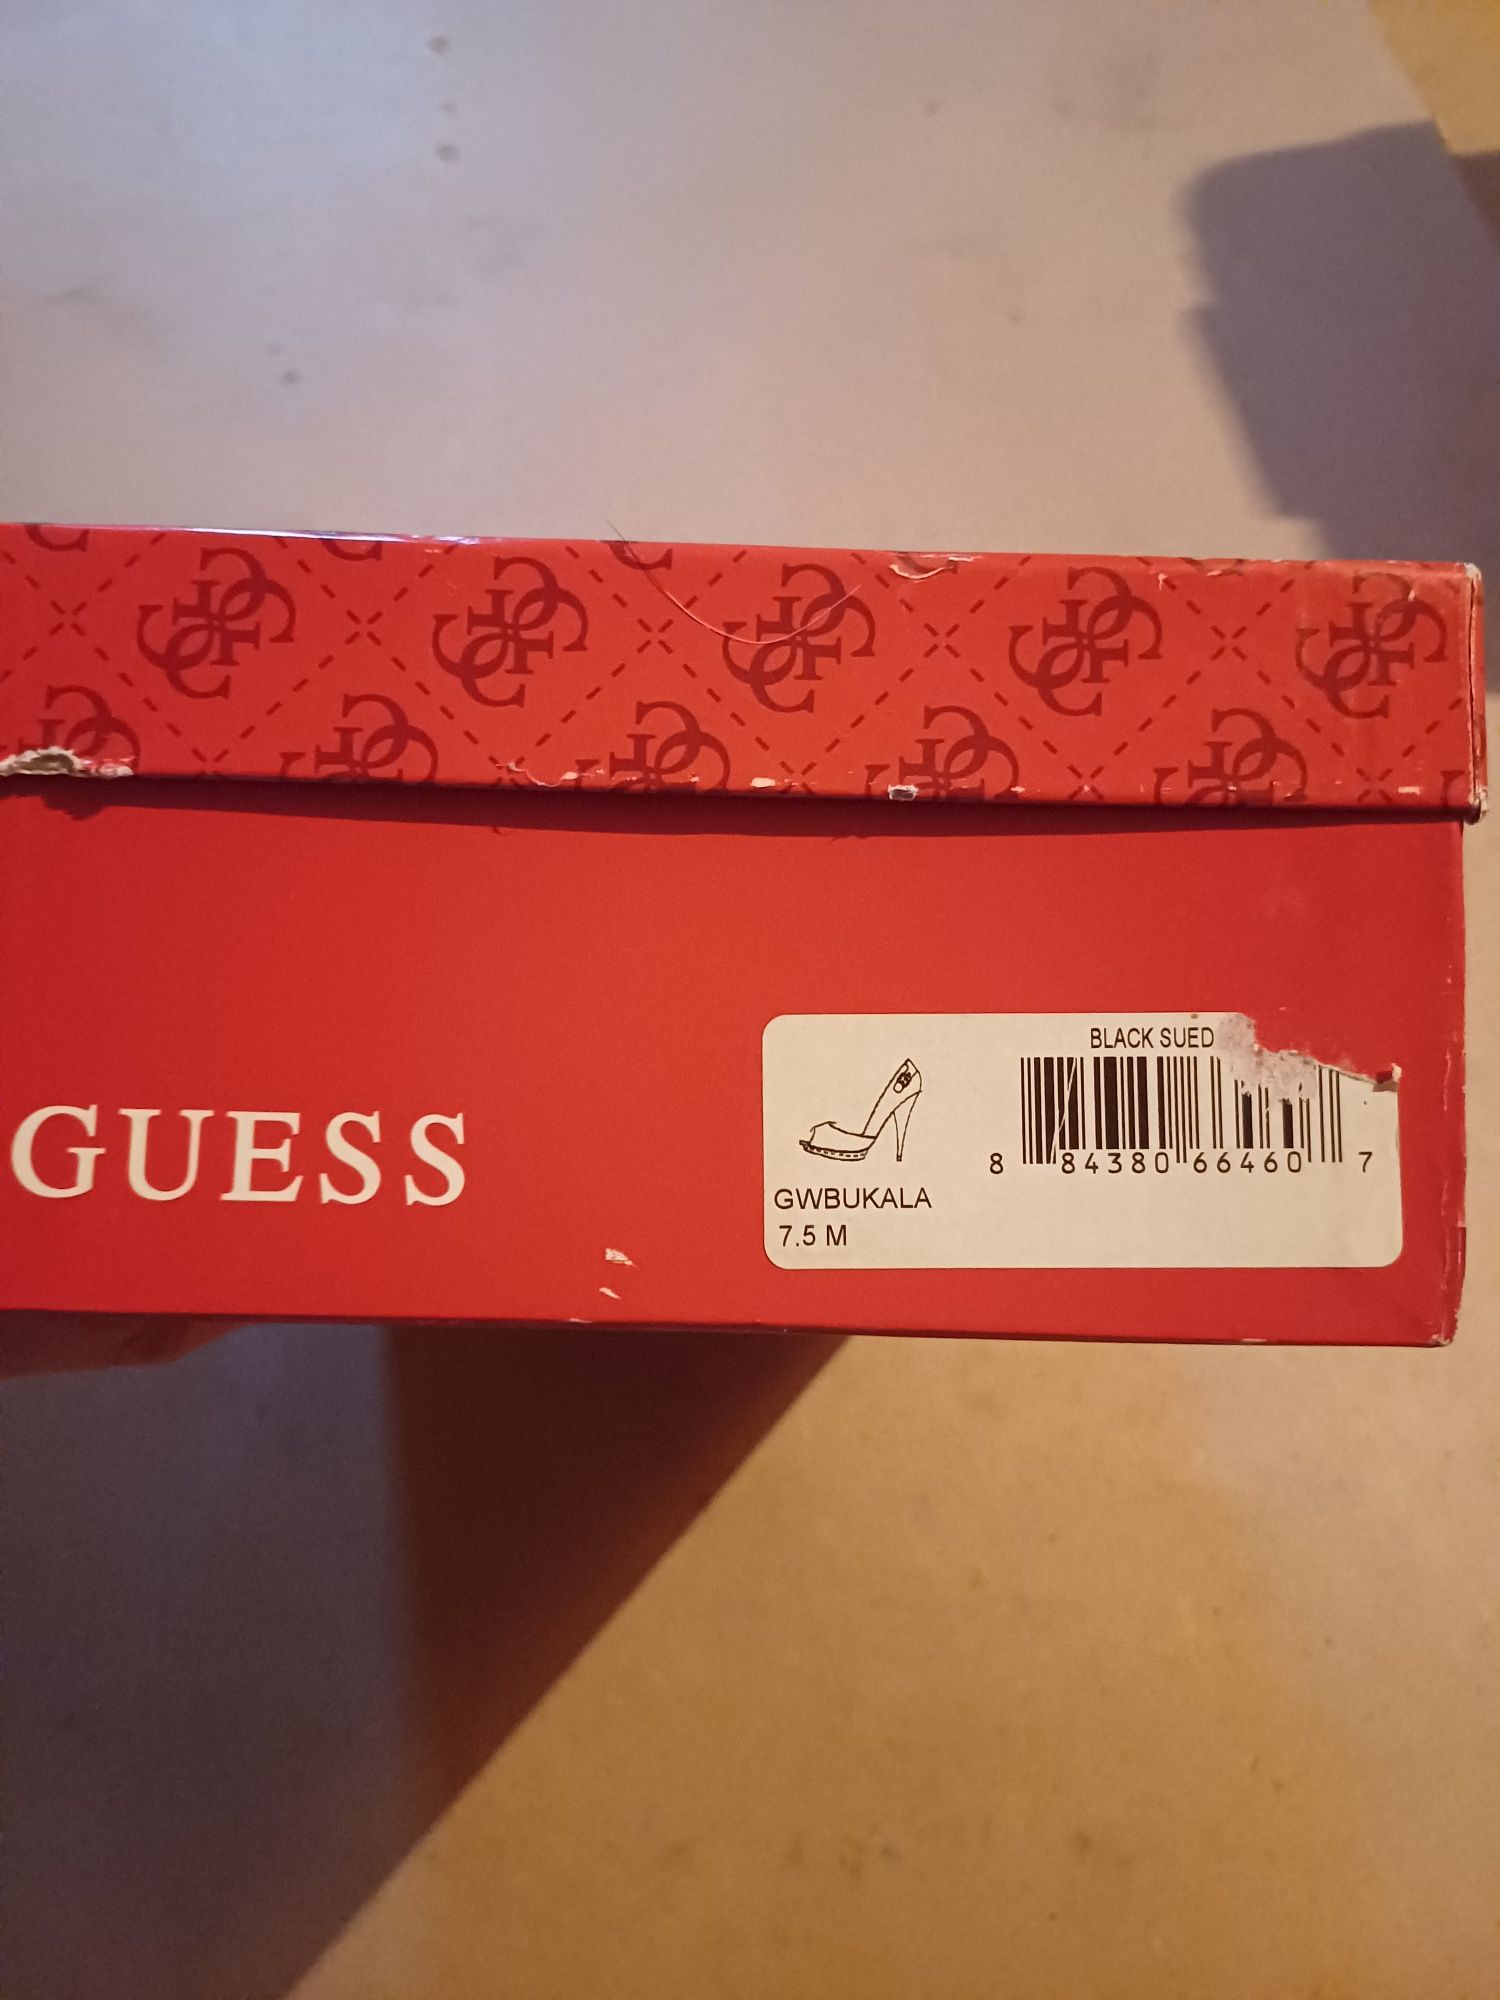 GUESS
BLACK SUED
8 84380 66460 7
GWBUKALA
7.5 M